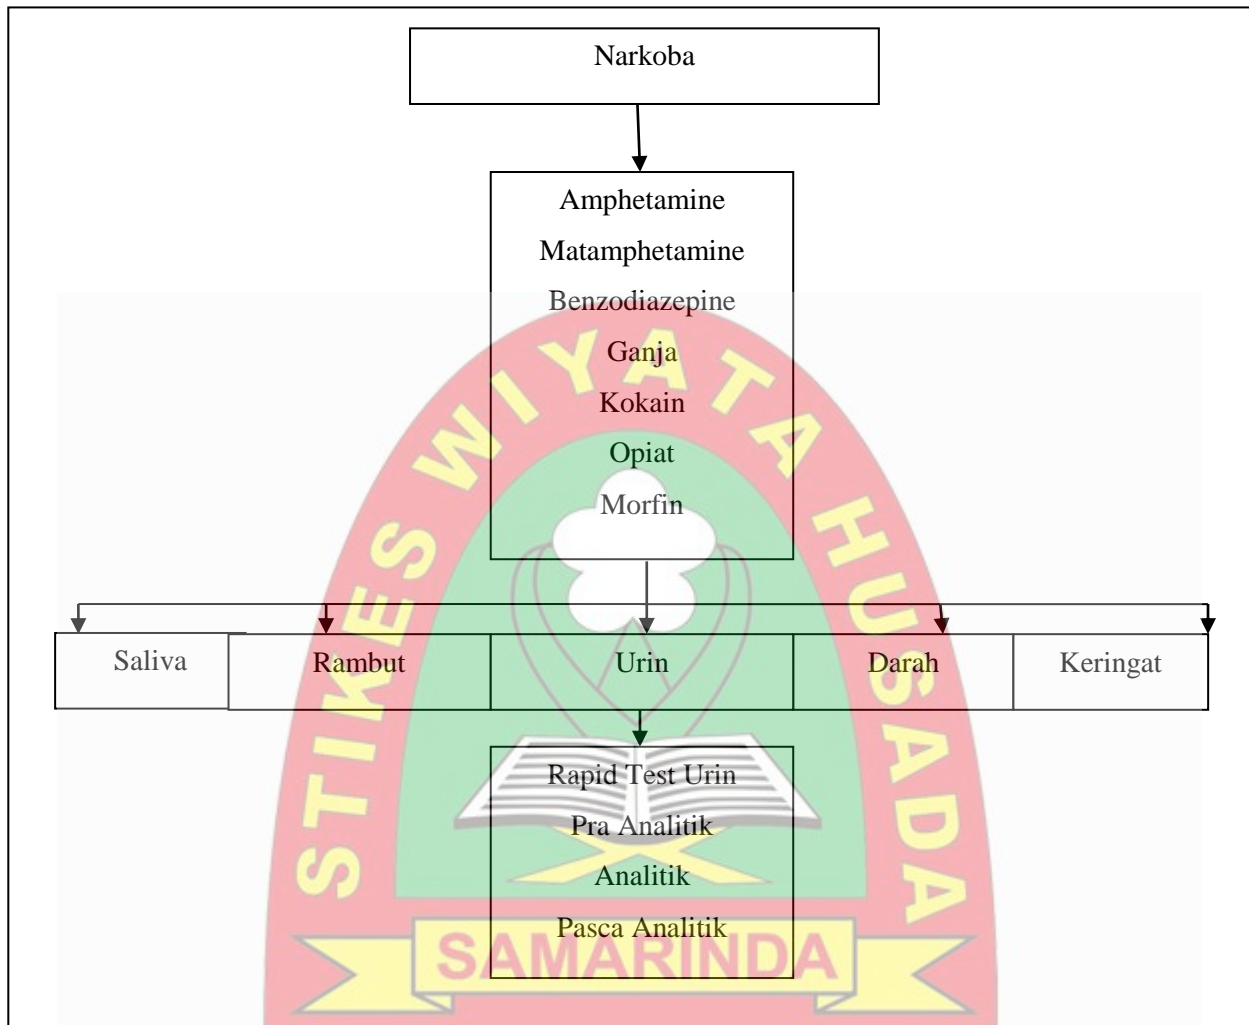 Narkoba
Amphetamine
Matamphetamine
Benzodiazepine
Ganja
Kokain
Opiat
Morfin
Saliva
Rambut
Urin
Darah
Keringat
Rapid Test Urin
Pra Analitik
Analitik
Pasca Analitik
STIKES WIYATA HUSADA
SAMARINDA